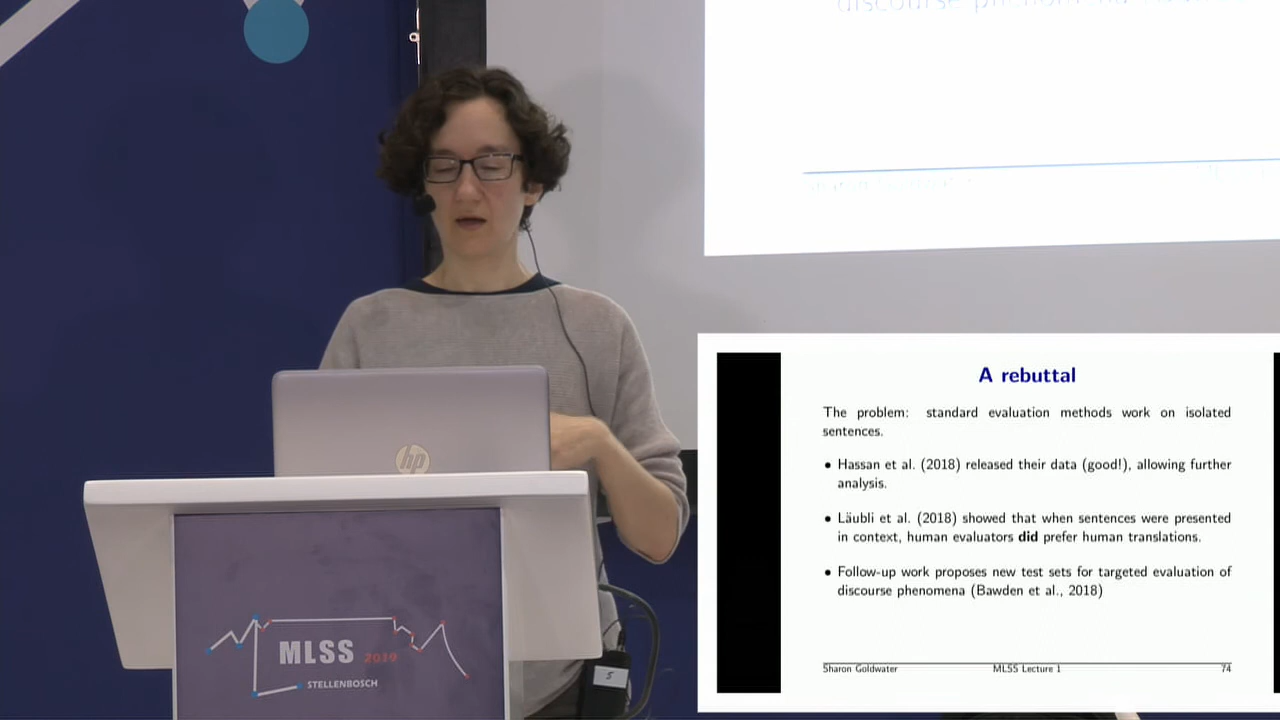 A rebuttal
The problem: standard evaluation methods work on isolated
sentences.
• Hassan et al. (2018) released their data (good!), allowing further
analysis.
• Läubli et al. (2018) showed that when sentences were presented
in context, human evaluators did prefer human translations.
• Follow-up work proposes new test sets for targeted evaluation of
discourse phenomena (Bawden et al., 2018)
Sharon Goldwater MLSS Lecture 1 74
hp
MLSS 2019
STELLENBOSCH
5
discourse
Sharon